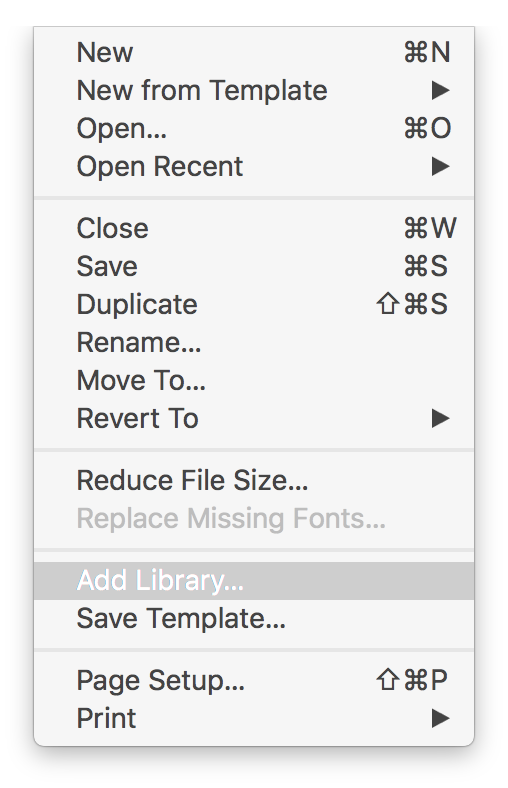 New ⌘N
New from Template ▶
Open... ⌘O
Open Recent ▶
Close ⌘W
Save ⌘S
Duplicate ⇧⌘S
Rename...
Move To...
Revert To ▶
Reduce File Size...
Replace Missing Fonts...
Add Library...
Save Template...
Page Setup... ⇧⌘P
Print ▶